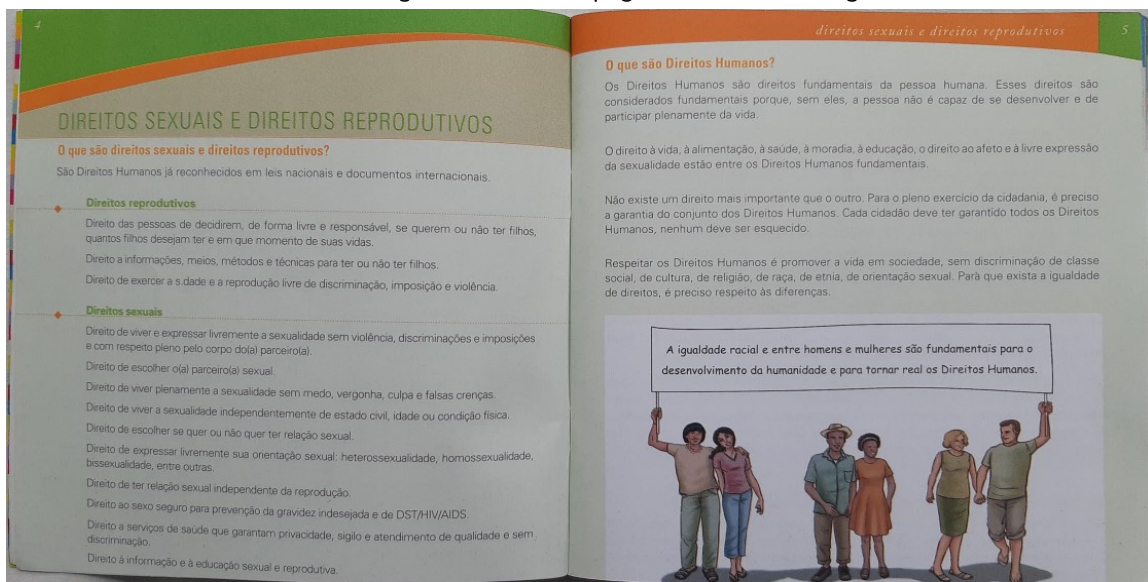 4
DIREITOS SEXUAIS E DIREITOS REPRODUTIVOS
O que são direitos sexuais e direitos reprodutivos?
São Direitos Humanos já reconhecidos em leis nacionais e documentos internacionais.
Direitos reprodutivos
Direito das pessoas de decidirem, de forma livre e responsável, se querem ou não ter filhos,
quantos filhos desejam ter e em que momento de suas vidas.
Direito a informações, meios, métodos e técnicas para ter ou não ter filhos.
Direito de exercer a s.dade e a reprodução livre de discriminação, imposição e violência.
Direitos sexuais
Direito de viver e expressar livremente a sexualidade sem violência, discriminações e imposições
e com respeito pleno pelo corpo do(a) parceiro(a).
Direito de escolher o(a) parceiro(a) sexual.
Direito de viver plenamente a sexualidade sem medo, vergonha, culpa e falsas crenças.
Direito de viver a sexualidade independentemente de estado civil, idade ou condição física.
Direito de escolher se quer ou não quer ter relação sexual.
Direito de expressar livremente sua orientação sexual: heterossexualidade, homossexualidade,
bissexualidade, entre outras.
Direito de ter relação sexual independente da reprodução.
Direito ao sexo seguro para prevenção da gravidez indesejada e de DST/HIV/AIDS.
Direito a serviços de saúde que garantam privacidade, sigilo e atendimento de qualidade e sem
discriminação.
Direito à informação e à educação sexual e reprodutiva.
direitos sexuais e direitos reprodutivos 5
O que são Direitos Humanos?
Os Direitos Humanos são direitos fundamentais da pessoa humana. Esses direitos são
considerados fundamentais porque, sem eles, a pessoa não é capaz de se desenvolver e de
participar plenamente da vida.
O direito à vida, à alimentação, à saúde, à moradia, à educação, o direito ao afeto e à livre expressão
da sexualidade estão entre os Direitos Humanos fundamentais.
Não existe um direito mais importante que o outro. Para o pleno exercício da cidadania, é preciso
a garantia do conjunto dos Direitos Humanos. Cada cidadão deve ter garantido todos os Direitos
Humanos, nenhum deve ser esquecido.
Respeitar os Direitos Humanos é promover a vida em sociedade, sem discriminação de classe
social, de cultura, de religião, de raça, de etnia, de orientação sexual. Para que exista a igualdade
de direitos, é preciso respeito às diferenças.
A igualdade racial e entre homens e mulheres são fundamentais para o
desenvolvimento da humanidade e para tornar real os Direitos Humanos.